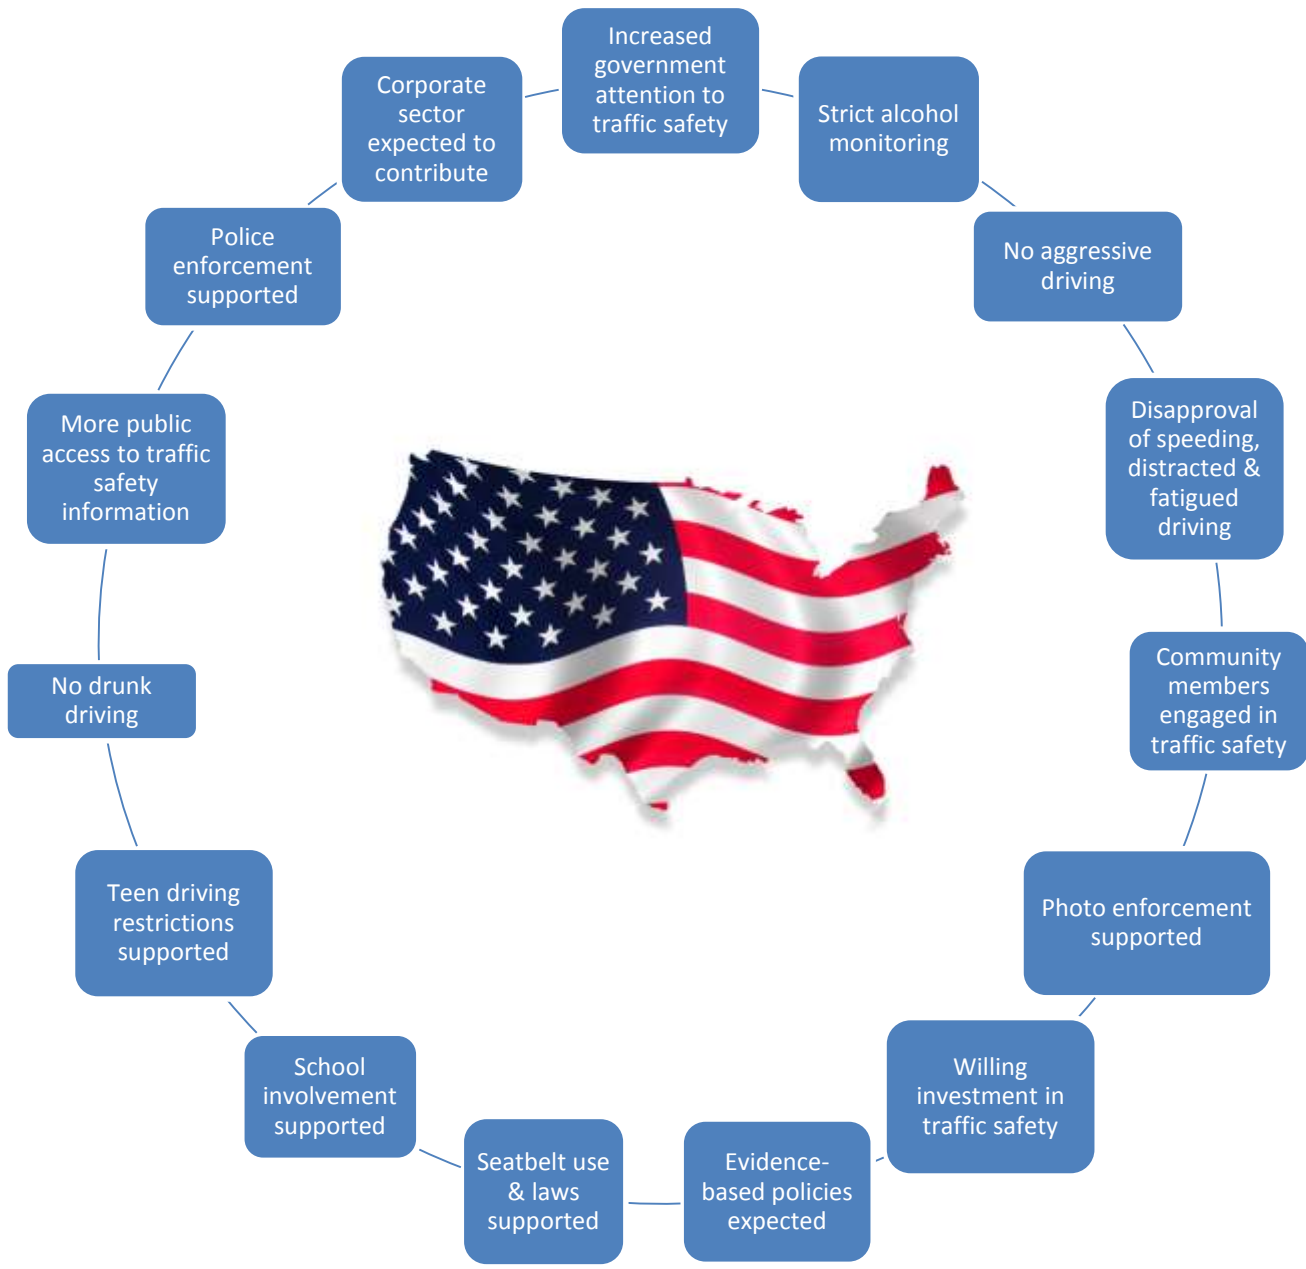 Increased
government
attention to
traffic safety
Strict alcohol
monitoring
No aggressive
driving
Disapproval
of speeding,
distracted &
fatigued
driving
Community
members
engaged in
traffic safety
Photo enforcement
supported
Willing
investment in
traffic safety
Evidence-
based policies
expected
Seatbelt use
& laws
supported
School
involvement
supported
Teen driving
restrictions
supported
No drunk
driving
More public
access to traffic
safety
information
Police
enforcement
supported
Corporate
sector
expected to
contribute